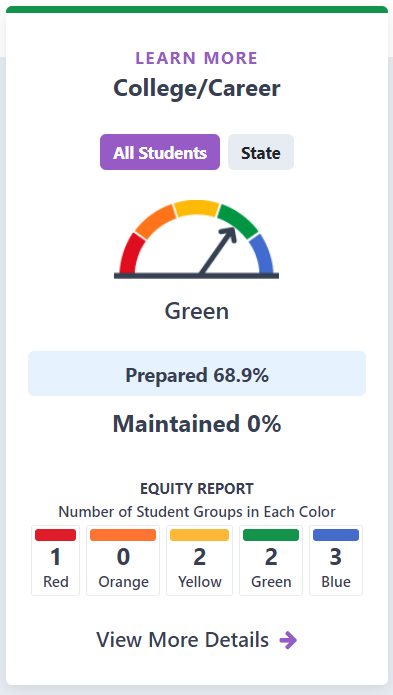 LEARN MORE
College/Career
All Students State
Green
Prepared 68.9%
Maintained 0%
EQUITY REPORT
Number of Student Groups in Each Color
1 0 2 2 3
Red Orange Yellow Green Blue
View More Details